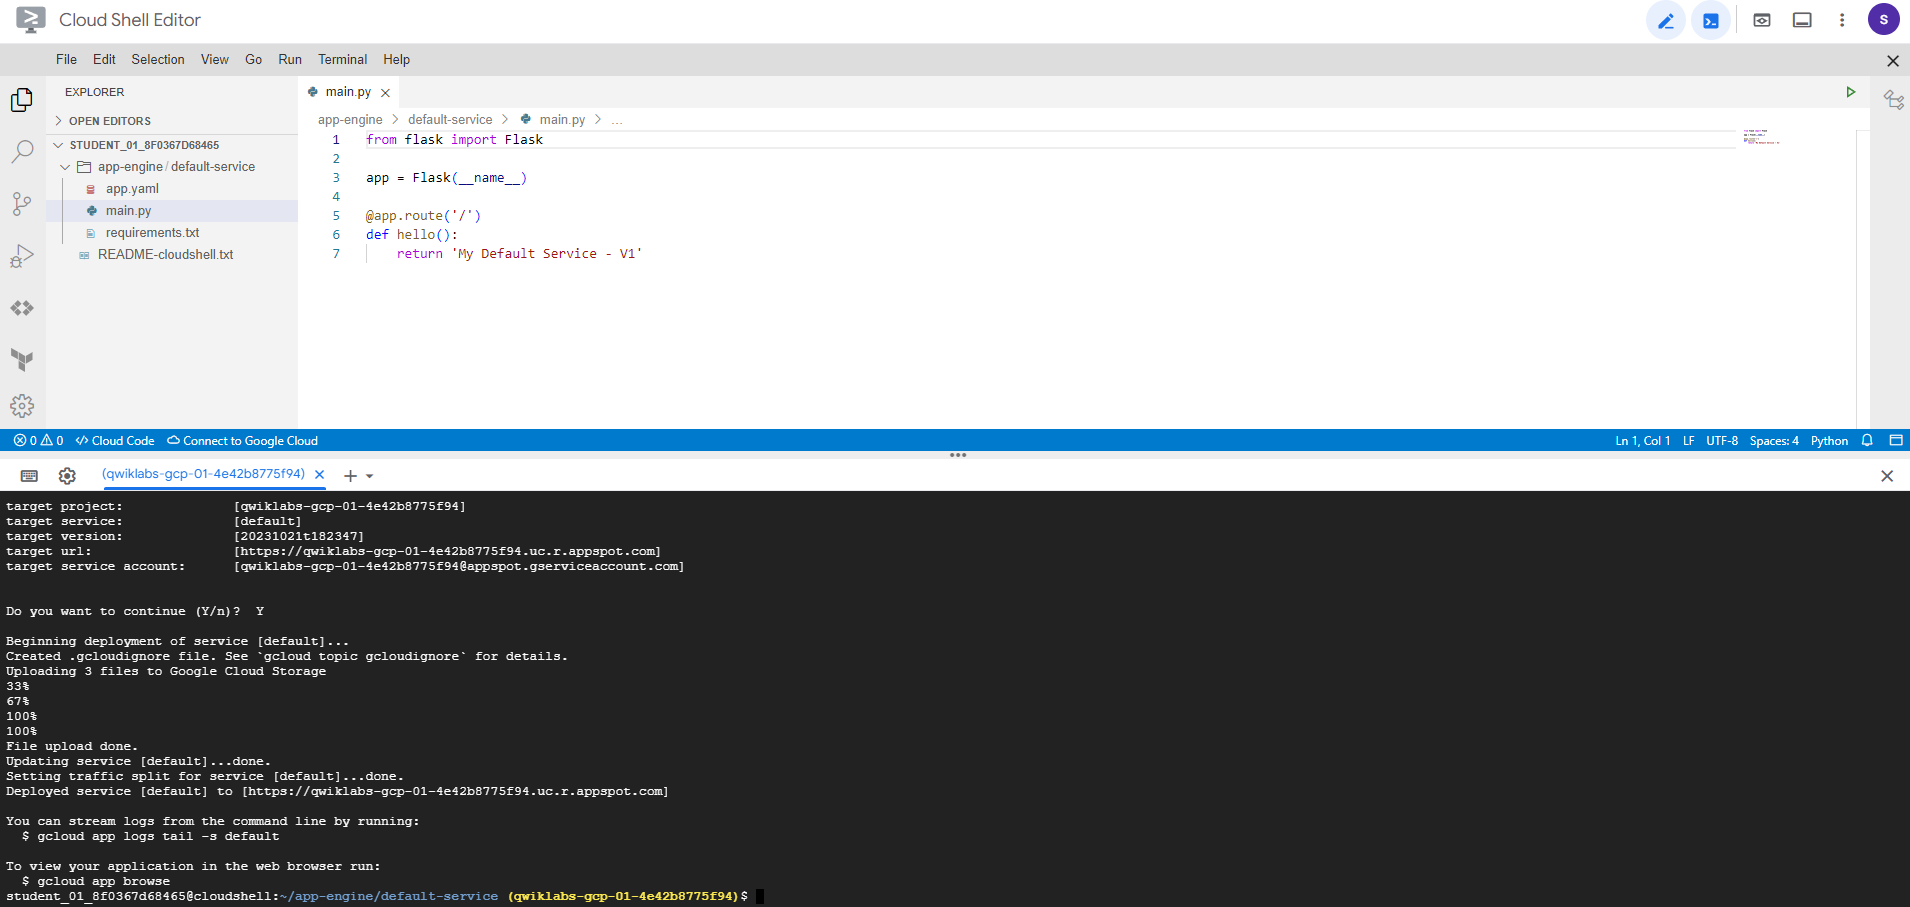 Cloud Shell Editor
S
File Edit Selection View Go Run Terminal Help
EXPLORER
OPEN EDITORS
STUDENT_01_8F0367D68465
app-engine / default-service
app.yaml
main.py
requirements.txt
README-cloudshell.txt
main.py
app-engine > default-service > main.py > ...
1 from flask import Flask
2
3 app = Flask(__name__)
4
5 @app.route('/')
6 def hello():
7 return 'My Default Service - V1'
0 0 Cloud Code Connect to Google Cloud Ln 1, Col 1 LF UTF-8 Spaces: 4 Python
(qwiklabs-gcp-01-4e42b8775f94)
target project: [qwiklabs-gcp-01-4e42b8775f94]
target service: [default]
target version: [20231021t182347]
target url: [https://qwiklabs-gcp-01-4e42b8775f94.uc.r.appspot.com]
target service account: [qwiklabs-gcp-01-4e42b8775f94@appspot.gserviceaccount.com]
Do you want to continue (Y/n)? Y
Beginning deployment of service [default]...
Created .gcloudignore file. See `gcloud topic gcloudignore` for details.
Uploading 3 files to Google Cloud Storage
33%
67%
100%
100%
File upload done.
Updating service [default]...done.
Setting traffic split for service [default]...done.
Deployed service [default] to [https://qwiklabs-gcp-01-4e42b8775f94.uc.r.appspot.com]
You can stream logs from the command line by running:
$ gcloud app logs tail -s default
To view your application in the web browser run:
$ gcloud app browse
student_01_8f0367d68465@cloudshell:~/app-engine/default-service (qwiklabs-gcp-01-4e42b8775f94)$